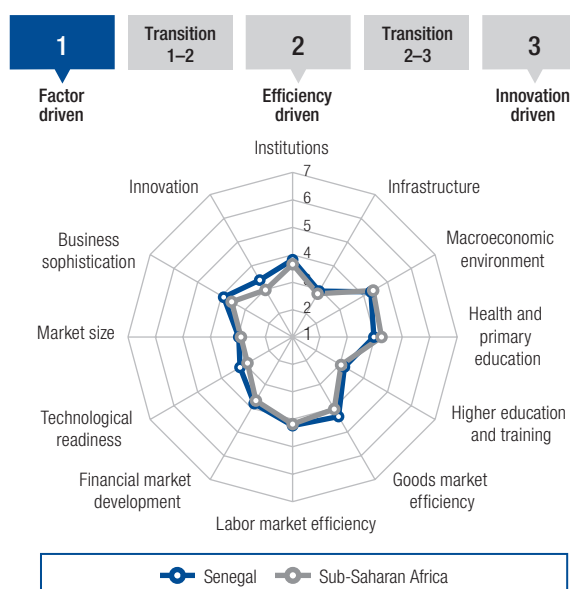 1
Transition
1–2
2
Transition
2–3
3
Factor
driven
Efficiency
driven
Innovation
driven
Institutions
7
Innovation
6
Infrastructure
5
Business
sophistication
Macroeconomic
environment
4
Market size
2
1
Health and
primary
education
Technological
readiness
Higher education
and training
Financial market
development
Goods market
efficiency
Labor market efficiency
Senegal
Sub-Saharan Africa